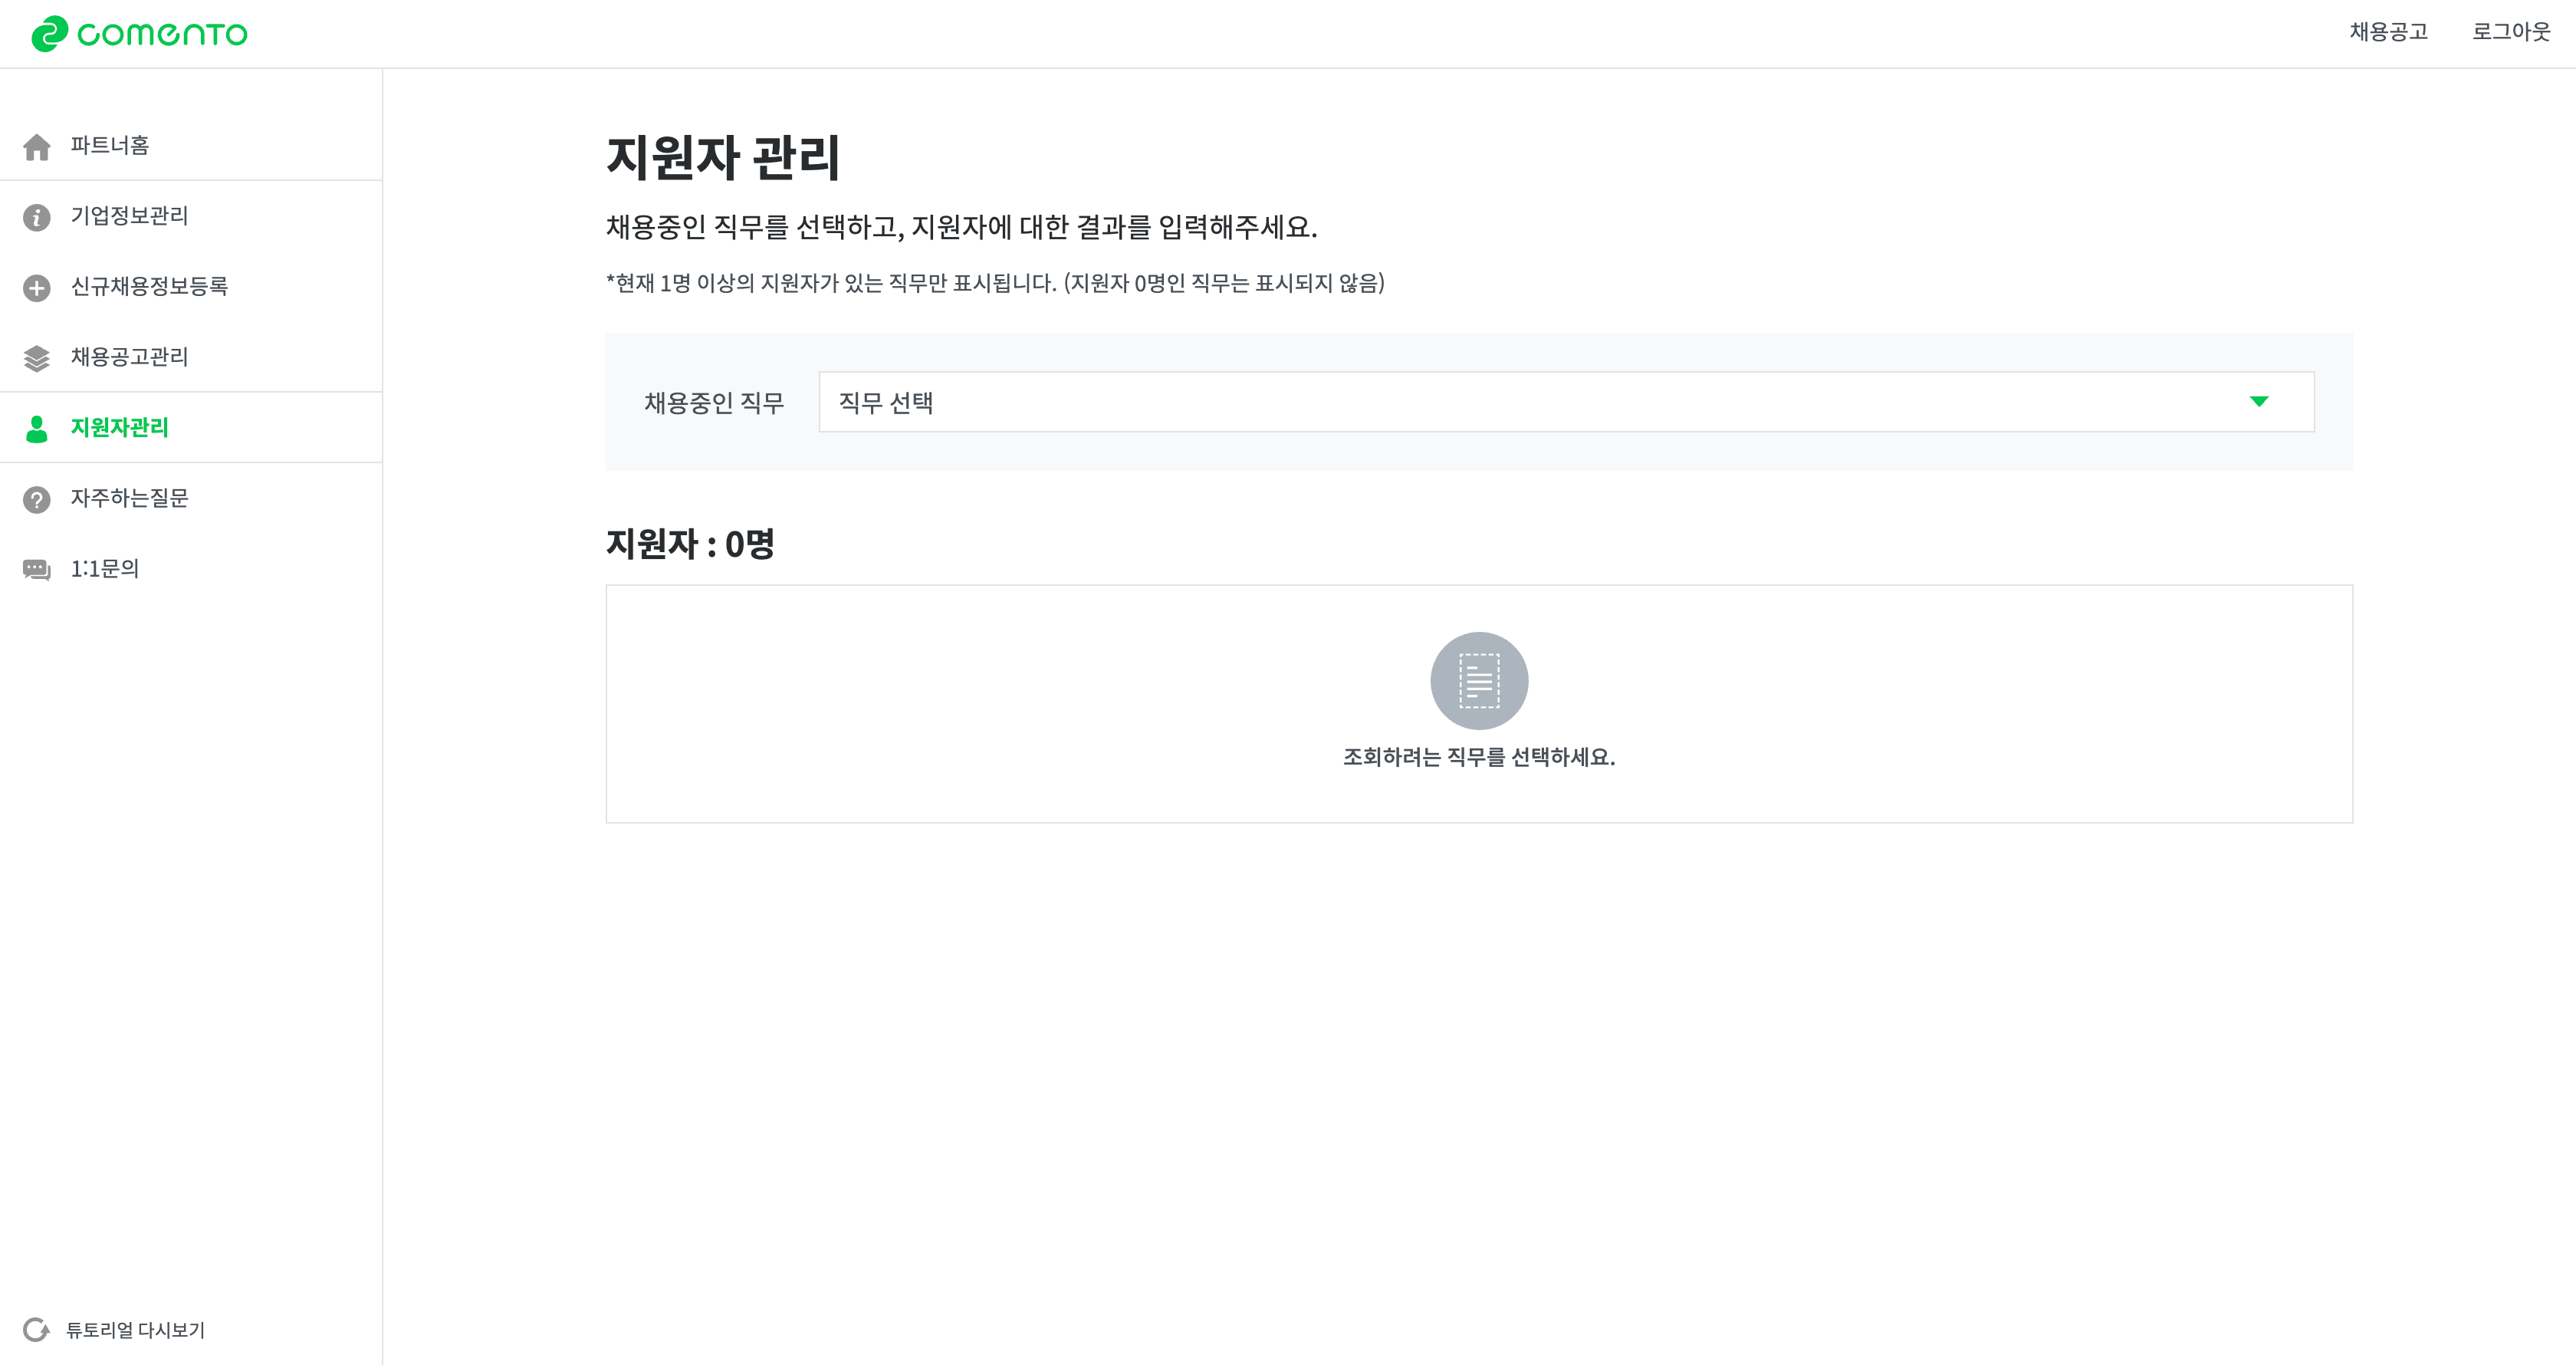 comento
채용공고
로그아웃
파트너홈
기업정보관리
신규채용정보등록
채용공고관리
지원자관리
자주하는질문
1:1문의
튜토리얼 다시보기
지원자 관리
채용중인 직무를 선택하고, 지원자에 대한 결과를 입력해주세요.
*현재 1명 이상의 지원자가 있는 직무만 표시됩니다. (지원자 0명인 직무는 표시되지 않음)
채용중인 직무
직무 선택
지원자 : 0명
조회하려는 직무를 선택하세요.